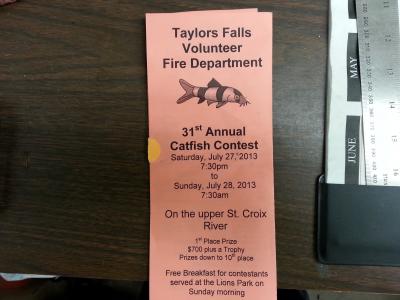 Taylors Falls
Volunteer
Fire Department
31st Annual
Catfish Contest
Saturday, July 27, 2013
7:30pm
to
Sunday, July 28, 2013
7:30am
On the upper St. Croix
River
1st Place Prize
$700 plus a Trophy
Prizes down to 10th place
Free Breakfast for contestants
served at the Lions Park on
Sunday morning
MAY
JUNE